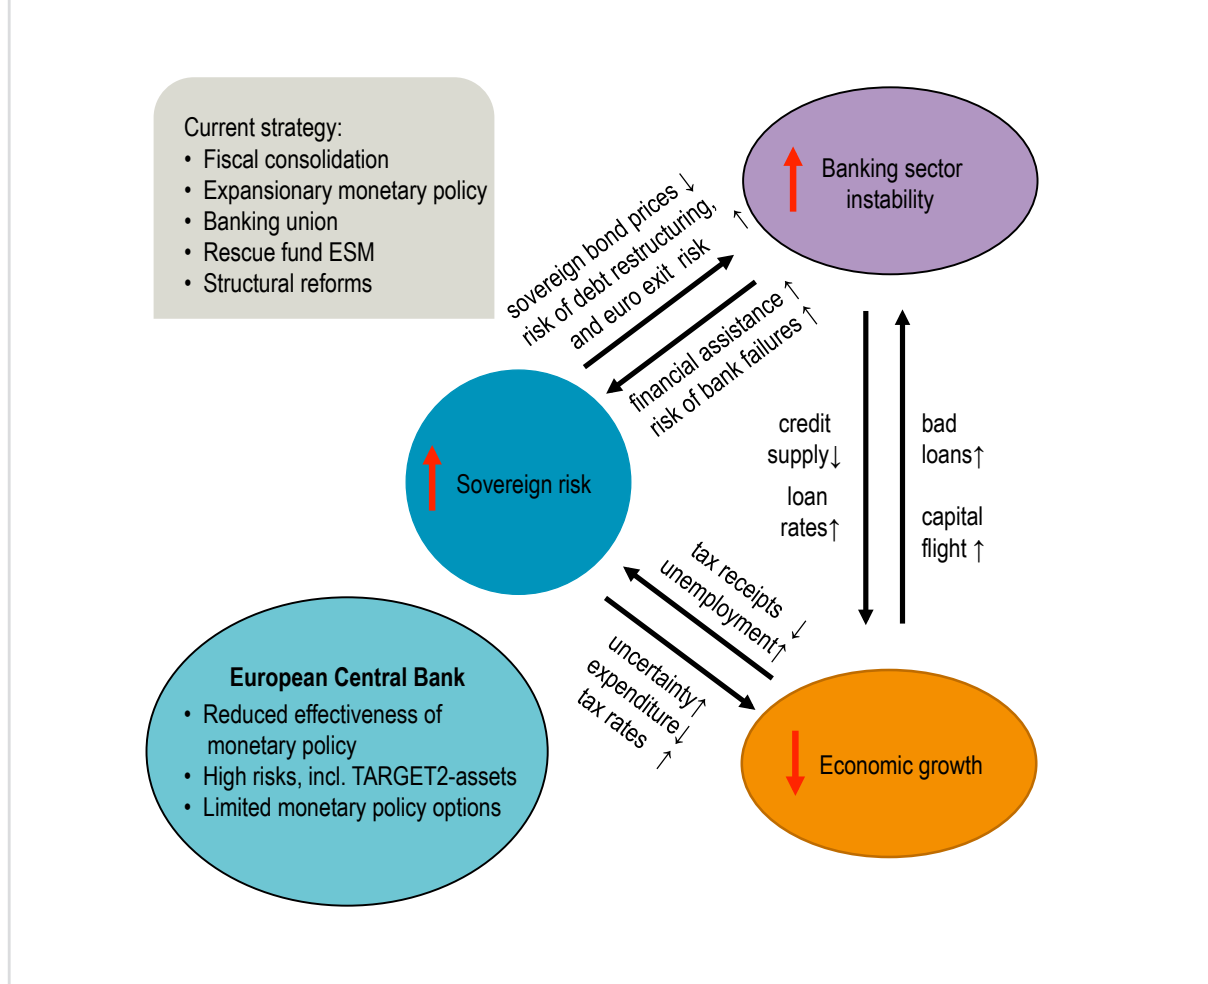 Current strategy:
• Fiscal consolidation
• Expansionary monetary policy
• Banking union
• Rescue fund ESM
• Structural reforms
Banking sector
instability
sovereign bond prices ↓
risk of debt restructuring, ↑
and euro exit risk
financial assistance ↑
risk of bank failures ↑
credit
supply↓
loan
rates↑
bad
loans↑
capital
flight ↑
Sovereign risk
tax receipts ↓
unemployment↑
uncertainty↑
expenditure↓
tax rates ↑
European Central Bank
• Reduced effectiveness of
monetary policy
• High risks, incl. TARGET2-assets
• Limited monetary policy options
Economic growth